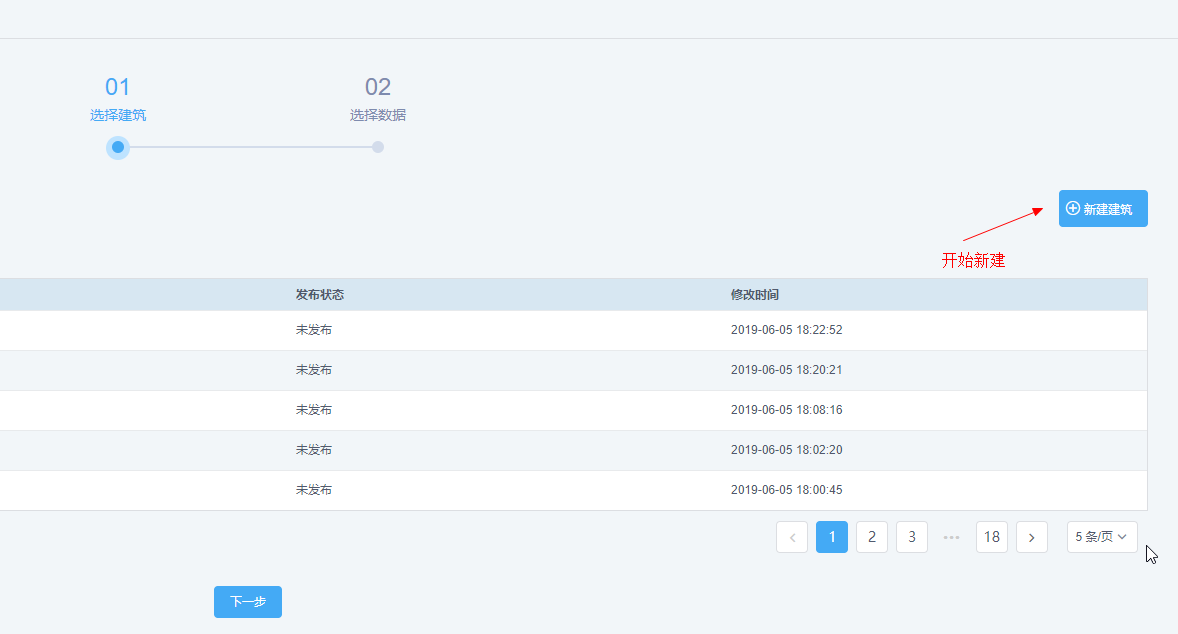 01
02
选择建筑
选择数据
新建建筑
开始新建
发布状态 修改时间
未发布 2019-06-05 18:22:52
未发布 2019-06-05 18:20:21
未发布 2019-06-05 18:08:16
未发布 2019-06-05 18:02:20
未发布 2019-06-05 18:00:45
1 2 3 ••• 18 5 条/页
下一步